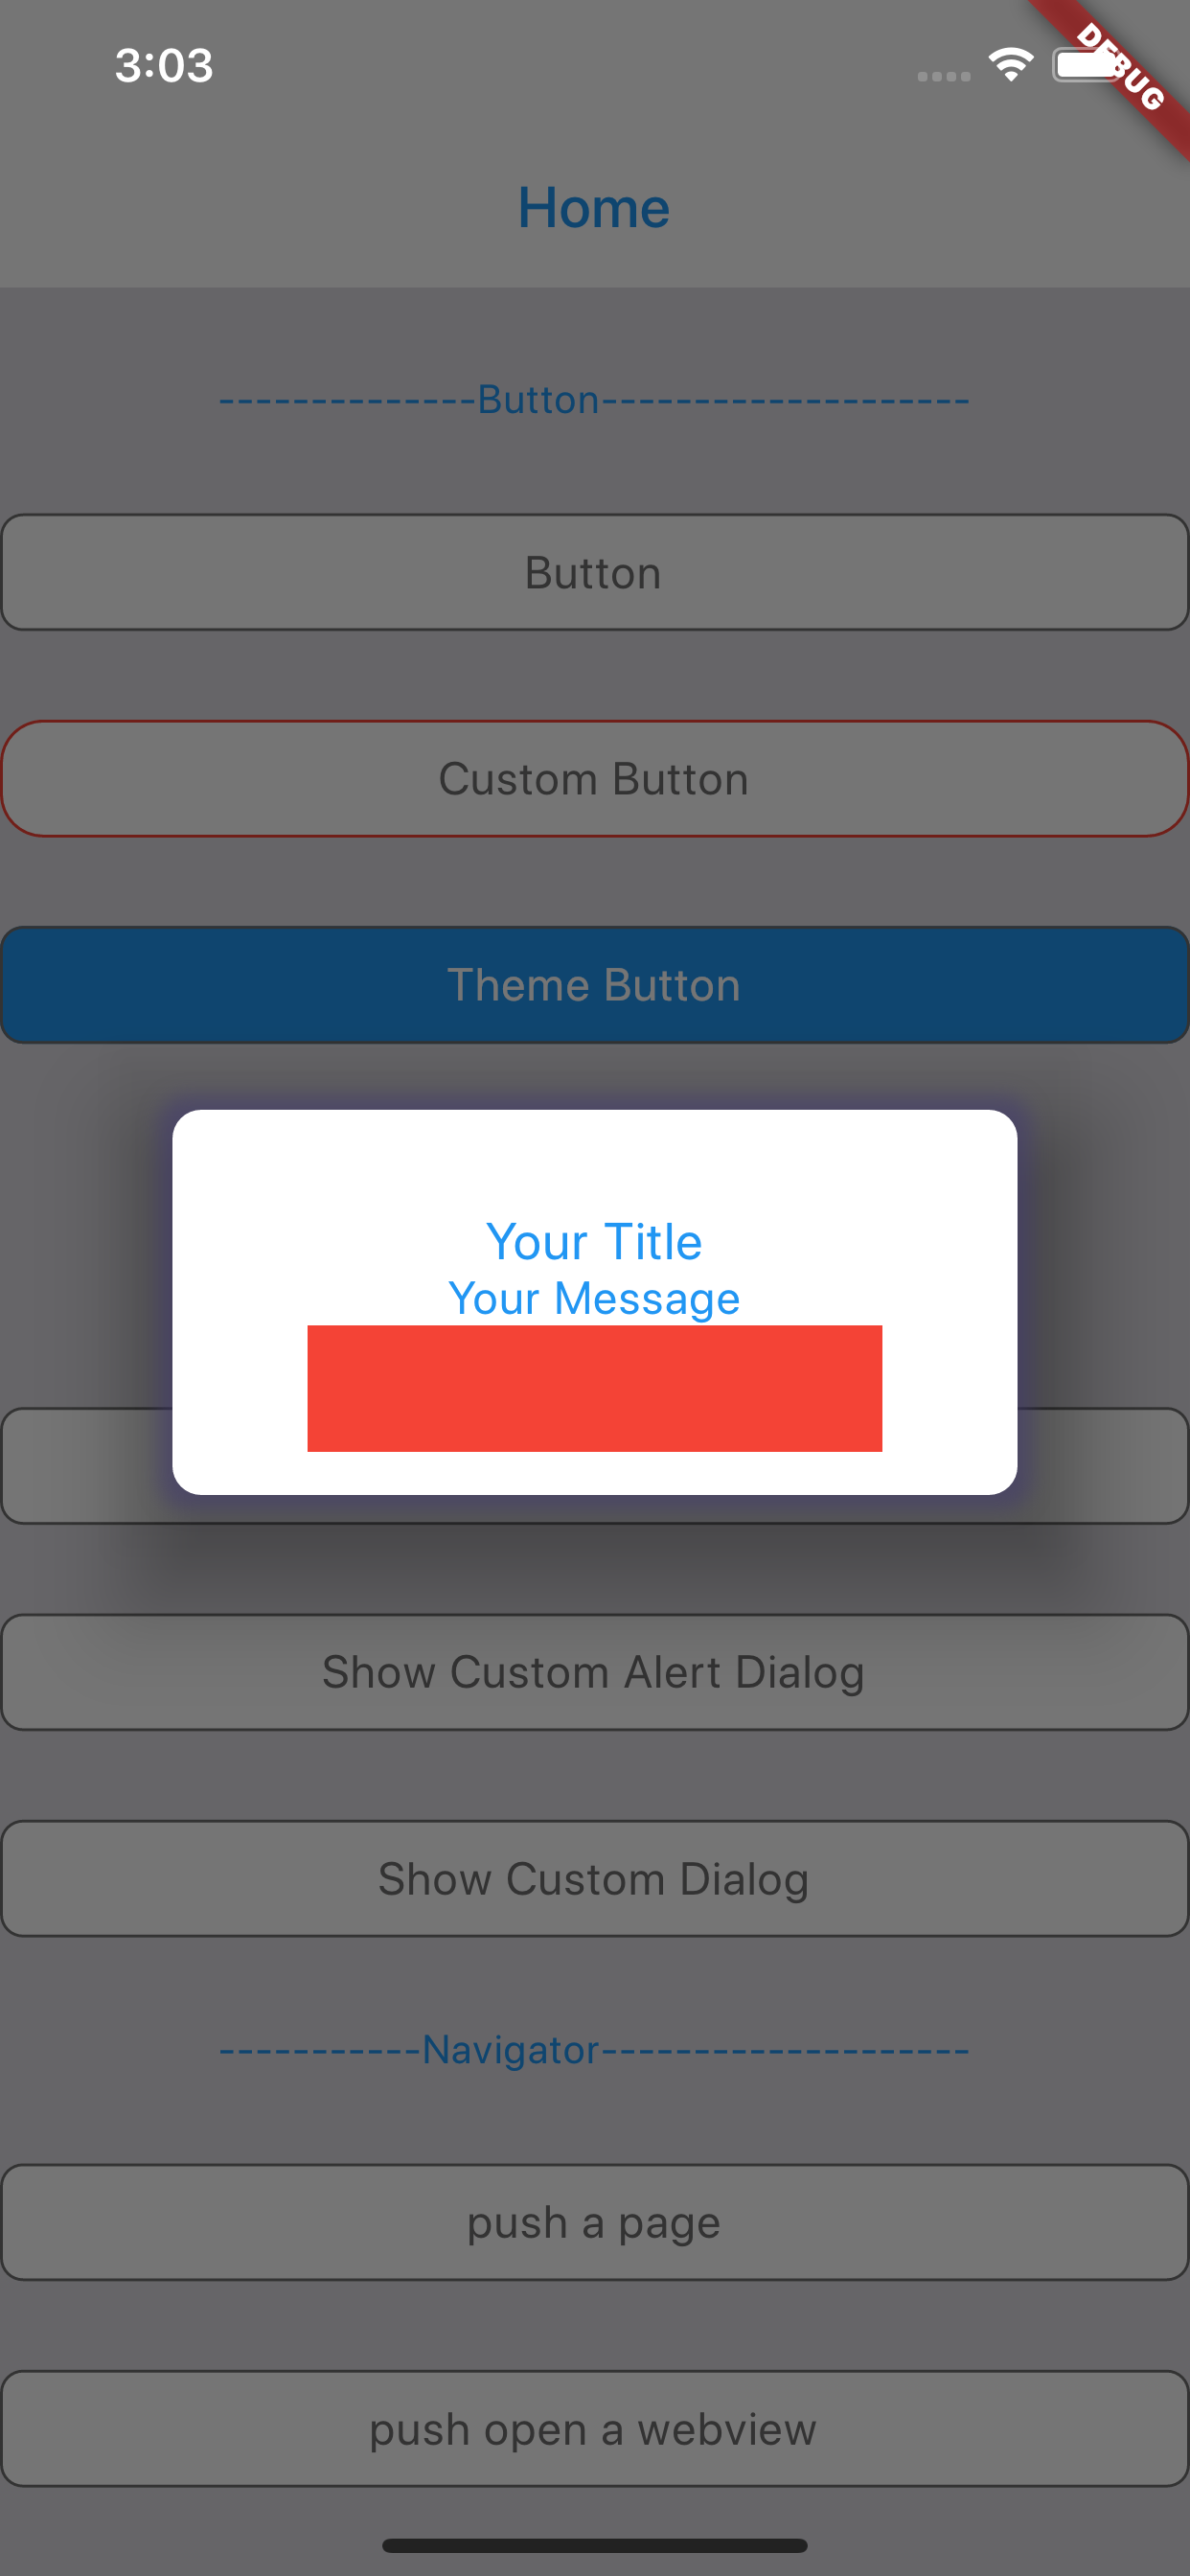 3:03
DEBUG
Home
--------------Button--------------------
Button
Custom Button
Theme Button
Your Title
Your Message
Show Custom Alert Dialog
Show Custom Dialog
-----------Navigator--------------------
push a page
push open a webview